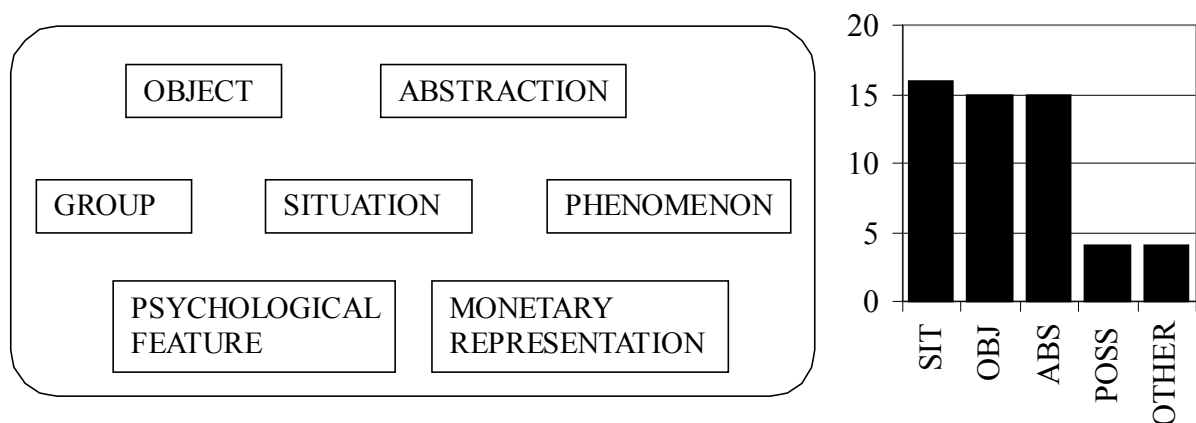 OBJECT
ABSTRACTION
GROUP
SITUATION
PHENOMENON
PSYCHOLOGICAL
FEATURE
MONETARY
REPRESENTATION
20
15
10
5
0
SIT
OBJ
ABS
POSS
OTHER